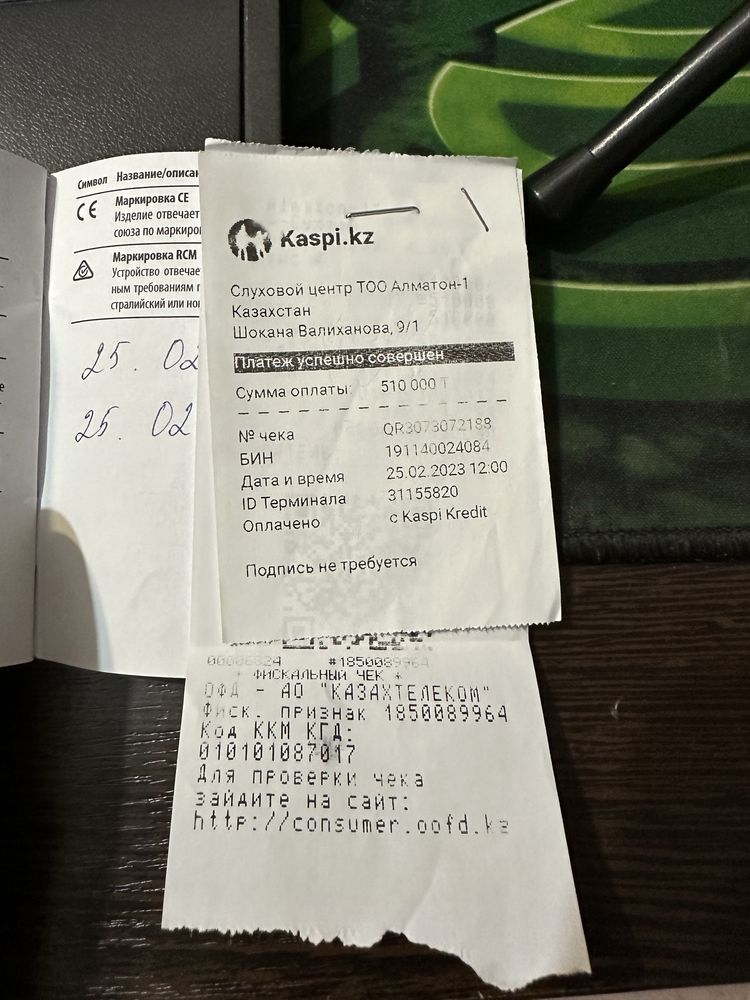 Символ Название/описан
CE
Маркировка CE
Изделие отвечает
союза по маркиро
Маркировка RCM
Устройство отвечае
ным требованиям
стралийский или но
25. 02
25. 02
Kaspi.kz
Слуховой центр ТОО Алматон-1
Казахстан
Шокана Валиханова, 9/1
Платеж успешно совершен
Сумма оплаты: 510 000 ₸
№ чека QR3073072188
БИН 191140024084
Дата и время 25.02.2023 12:00
ID Терминала 31155820
Оплачено с Kaspi Kredit
Подпись не требуется
00006824 #1850089964
* ФИСКАЛЬНЫЙ ЧЕК *
ОФД - АО "КАЗАХТЕЛЕКОМ"
Фиск. признак 1850089964
Код ККМ КГД:
010101087017
Для проверки чека
зайдите на сайт:
http://consumer.oofd.kz